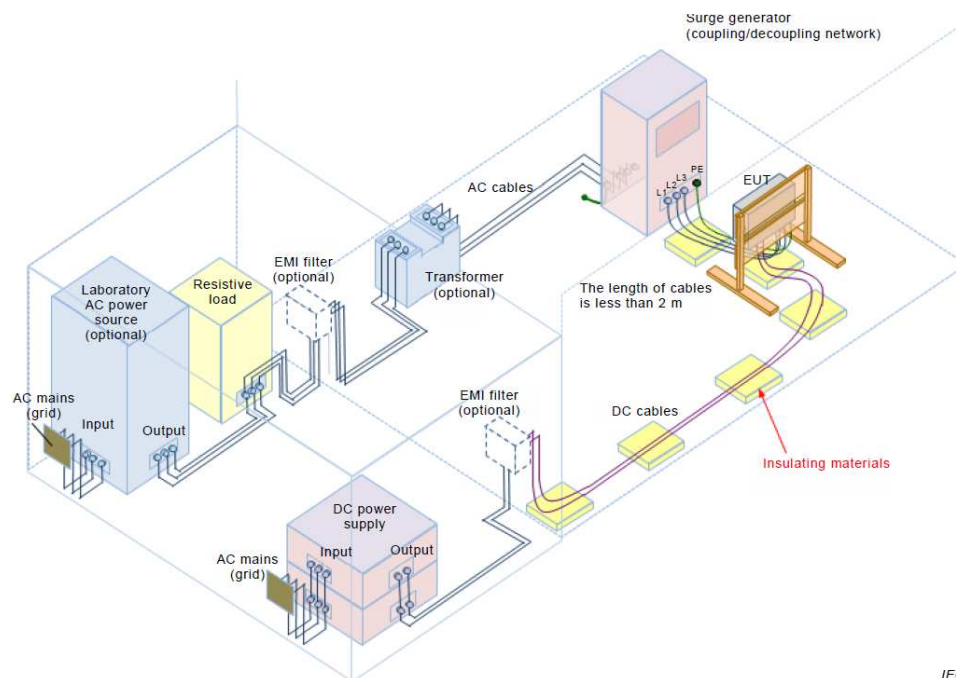 Surge generator
(coupling/decoupling network)
PE
L3
L2
L1
EUT
AC cables
EMI filter
(optional)
Transformer
(optional)
The length of cables
is less than 2 m
Laboratory
AC power
source
(optional)
Resistive
load
AC mains
(grid)
Input
Output
EMI filter
(optional)
DC cables
Insulating materials
DC power
supply
Input
Output
AC mains
(grid)